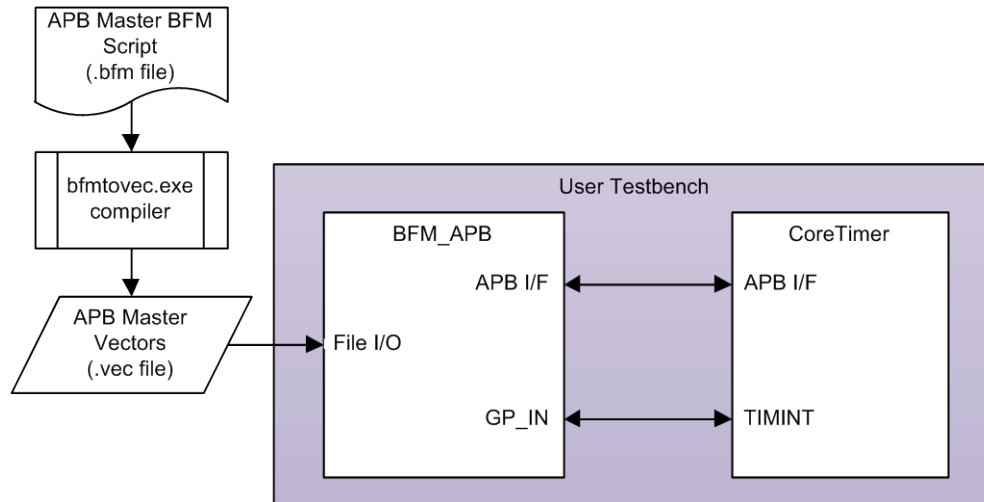 APB Master BFM
Script
(.bfm file)
bfmtovec.exe
compiler
APB Master
Vectors
(.vec file)
User Testbench
BFM_APB
APB I/F
File I/O
GP_IN
CoreTimer
APB I/F
TIMINT